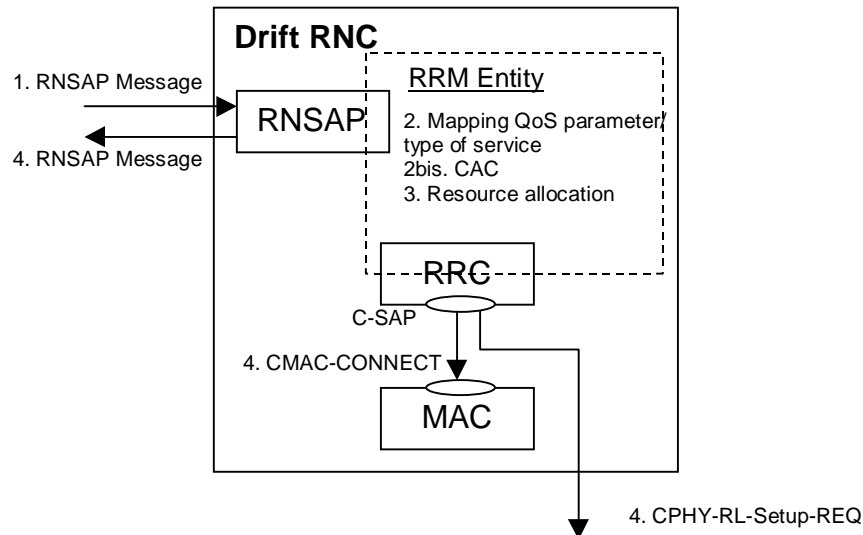 Drift RNC
RRM Entity
1. RNSAP Message
RNSAP
2. Mapping QoS parameter/
type of service
2bis. CAC
3. Resource allocation
4. RNSAP Message
RRC
C-SAP
4. CMAC-CONNECT
MAC
4. CPHY-RL-Setup-REQ